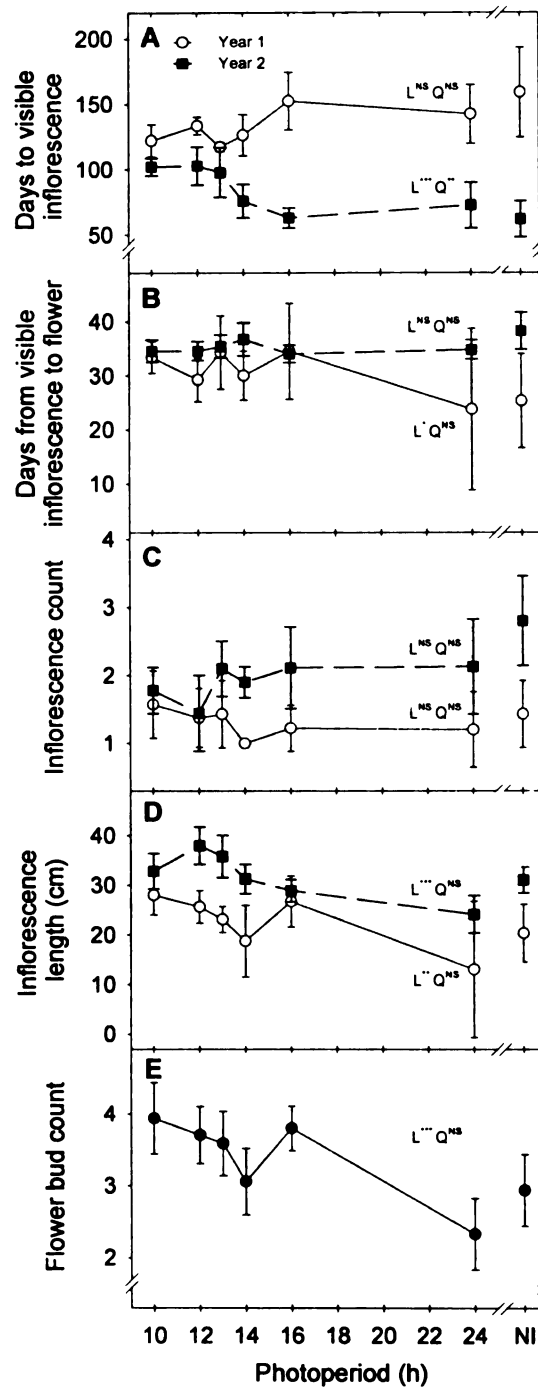 A
Year 1
Year 2
200
150
100
50
Days to visible
inflorescence
L^NS Q^NS
L*** Q**
B
40
30
20
10
Days from visible
inflorescence to flower
L^NS Q^NS
L* Q^NS
C
4
3
2
1
Inflorescence count
L^NS Q^NS
L^NS Q^NS
D
40
30
20
10
0
Inflorescence
length (cm)
L*** Q^NS
L** Q^NS
E
4
3
2
Flower bud count
L*** Q^NS
10 12 14 16 18 20 22 24 NI
Photoperiod (h)